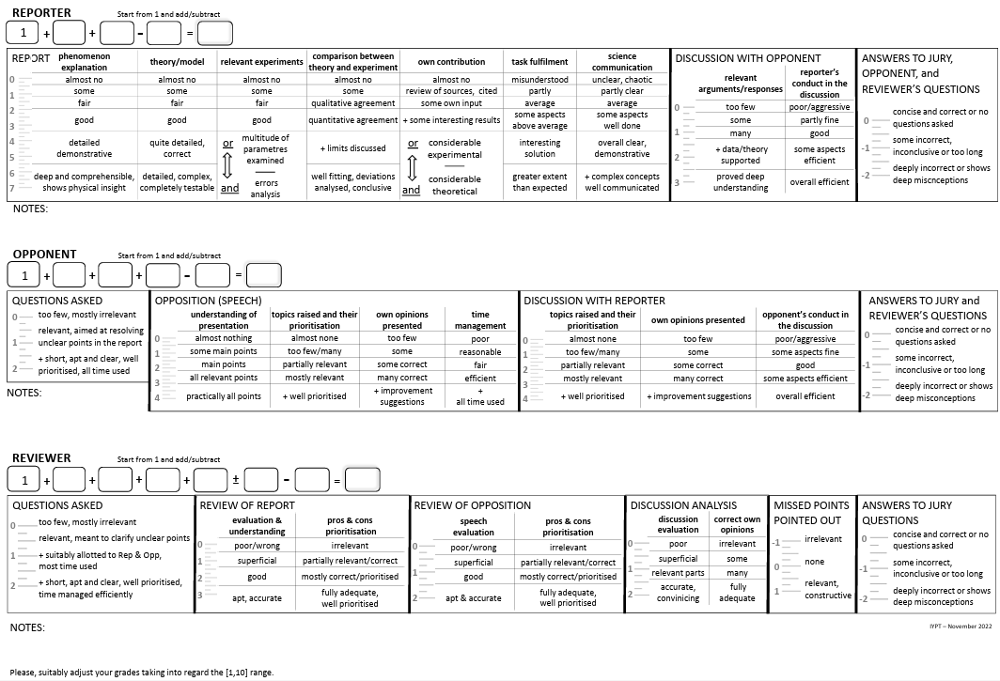 REPORTER Start from 1 and add/subtract
1 + + - =
REPORT phenomenon explanation theory/model relevant experiments comparison between theory and experiment own contribution task fulfilment science communication
0 almost no almost no almost no almost no almost no misunderstood unclear, chaotic
1 some some some some review of sources, cited partly partly clear
2 fair fair fair qualitative agreement some own input average average
3 good good good quantitative agreement + some interesting results some aspects above average some aspects well done
4 5 detailed demonstrative quite detailed, correct or multitude of parametres examined + limits discussed or considerable experimental interesting solution overall clear, demonstrative
6 7 deep and comprehensible, shows physical insight detailed, complex, completely testable and errors analysis well fitting, deviations analysed, conclusive and considerable theoretical greater extent than expected + complex concepts well communicated
DISCUSSION WITH OPPONENT
relevant arguments/responses reporter's conduct in the discussion
0 too few poor/aggressive
some partly fine
1 many good
2 + data/theory supported some aspects efficient
3 proved deep understanding overall efficient
ANSWERS TO JURY,
OPPONENT, and
REVIEWER'S QUESTIONS
0 concise and correct or no
questions asked
-1 some incorrect,
inconclusive or too long
-2 deeply incorrect or shows
deep miscnceptions
NOTES:
OPPONENT Start from 1 and add/subtract
1 + + + - =
QUESTIONS ASKED
0 too few, mostly irrelevant
relevant, aimed at resolving
1 unclear points in the report
+ short, apt and clear, well
2 prioritised, all time used
NOTES:
OPPOSITION (SPEECH)
understanding of presentation topics raised and their prioritisation own opinions presented time management
0 almost nothing almost none too few poor
1 some main points too few/many some reasonable
2 main points partially relevant some correct fair
3 all relevant points mostly relevant many correct efficient
4 practically all points + well prioritised + improvement suggestions + all time used
DISCUSSION WITH REPORTER
topics raised and their prioritisation own opinions presented opponent's conduct in the discussion
0 almost none too few poor/aggressive
1 too few/many some some aspects fine
2 partially relevant some correct good
3 mostly relevant many correct some aspects efficient
4 + well prioritised + improvement suggestions overall efficient
ANSWERS TO JURY and
REVIEWER'S QUESTIONS
0 concise and correct or no
questions asked
-1 some incorrect,
inconclusive or too long
-2 deeply incorrect or shows
deep misconceptions
REVIEWER Start from 1 and add/subtract
1 + + + + ± - =
QUESTIONS ASKED
0 too few, mostly irrelevant
relevant, meant to clarify unclear points
1 + suitably allotted to Rep & Opp,
most time used
2 + short, apt and clear, well prioritised,
time managed efficiently
REVIEW OF REPORT
evaluation & understanding pros & cons prioritisation
0 poor/wrong irrelevant
1 superficial partially relevant/correct
2 good mostly correct/prioritised
3 apt, accurate fully adequate, well prioritised
REVIEW OF OPPOSITION
speech evaluation pros & cons prioritisation
0 poor/wrong irrelevant
superficial partially relevant/correct
1 good mostly correct/prioritised
2 apt & accurate fully adequate, well prioritised
DISCUSSION ANALYSIS
discussion evaluation correct own opinions
0 poor irrelevant
superficial some
1 relevant parts many
2 accurate, convincing fully adequate
MISSED POINTS
POINTED OUT
-1 irrelevant
0 none
1 relevant,
constructive
ANSWERS TO JURY
QUESTIONS
0 concise and correct or no
questions asked
-1 some incorrect,
inconclusive or too long
-2 deeply incorrect or shows
deep misconceptions
NOTES:
IYPT – November 2022
Please, suitably adjust your grades taking into regard the [1,10] range.